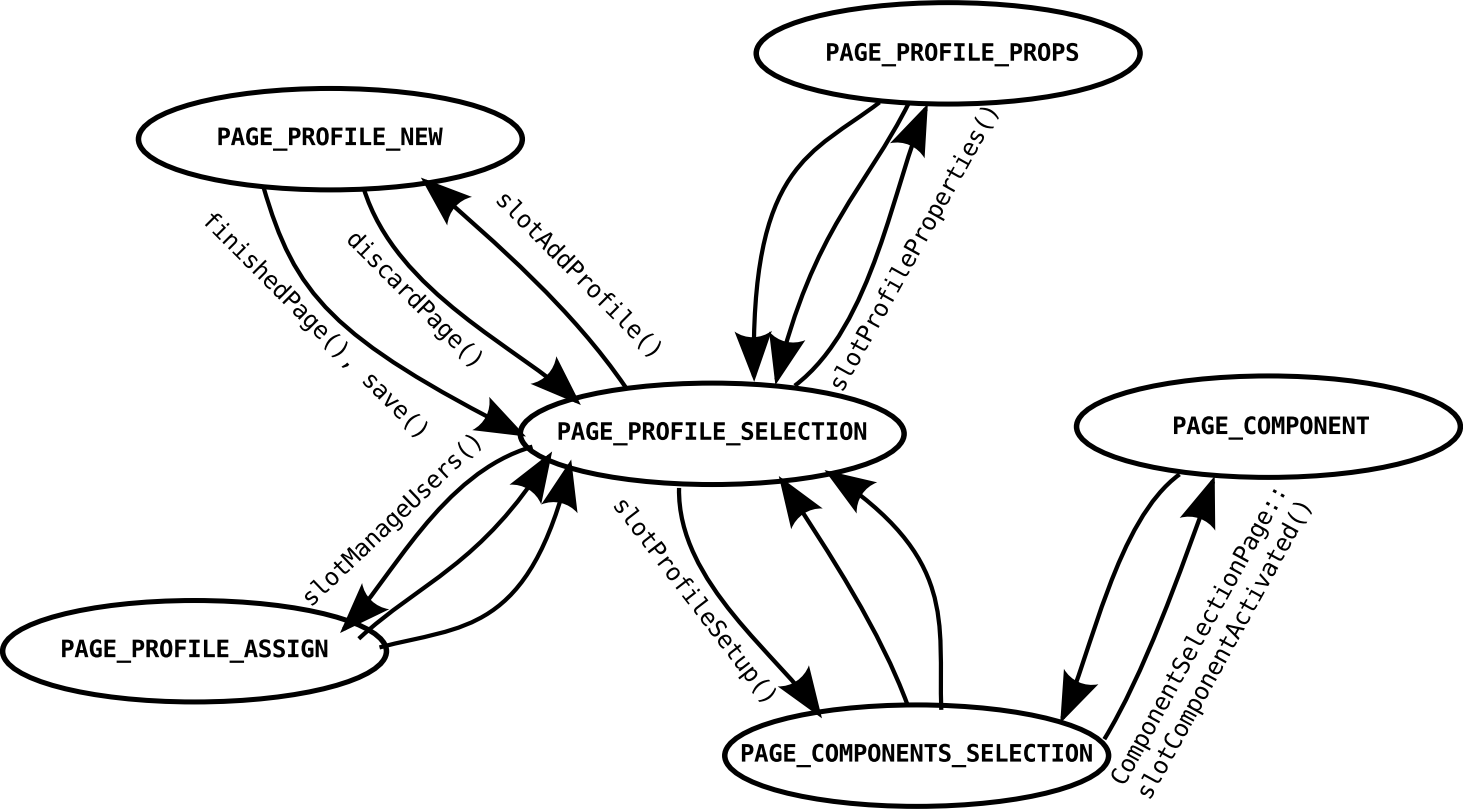 PAGE_PROFILE_PROPS
PAGE_PROFILE_NEW
slotProfileProperties()
slotAddProfile()
discardPage()
finishedPage(), save()
PAGE_PROFILE_SELECTION
PAGE_COMPONENT
slotManageUsers()
slotProfileSetup()
ComponentSelectionPage::
slotComponentActivated()
PAGE_PROFILE_ASSIGN
PAGE_COMPONENTS_SELECTION